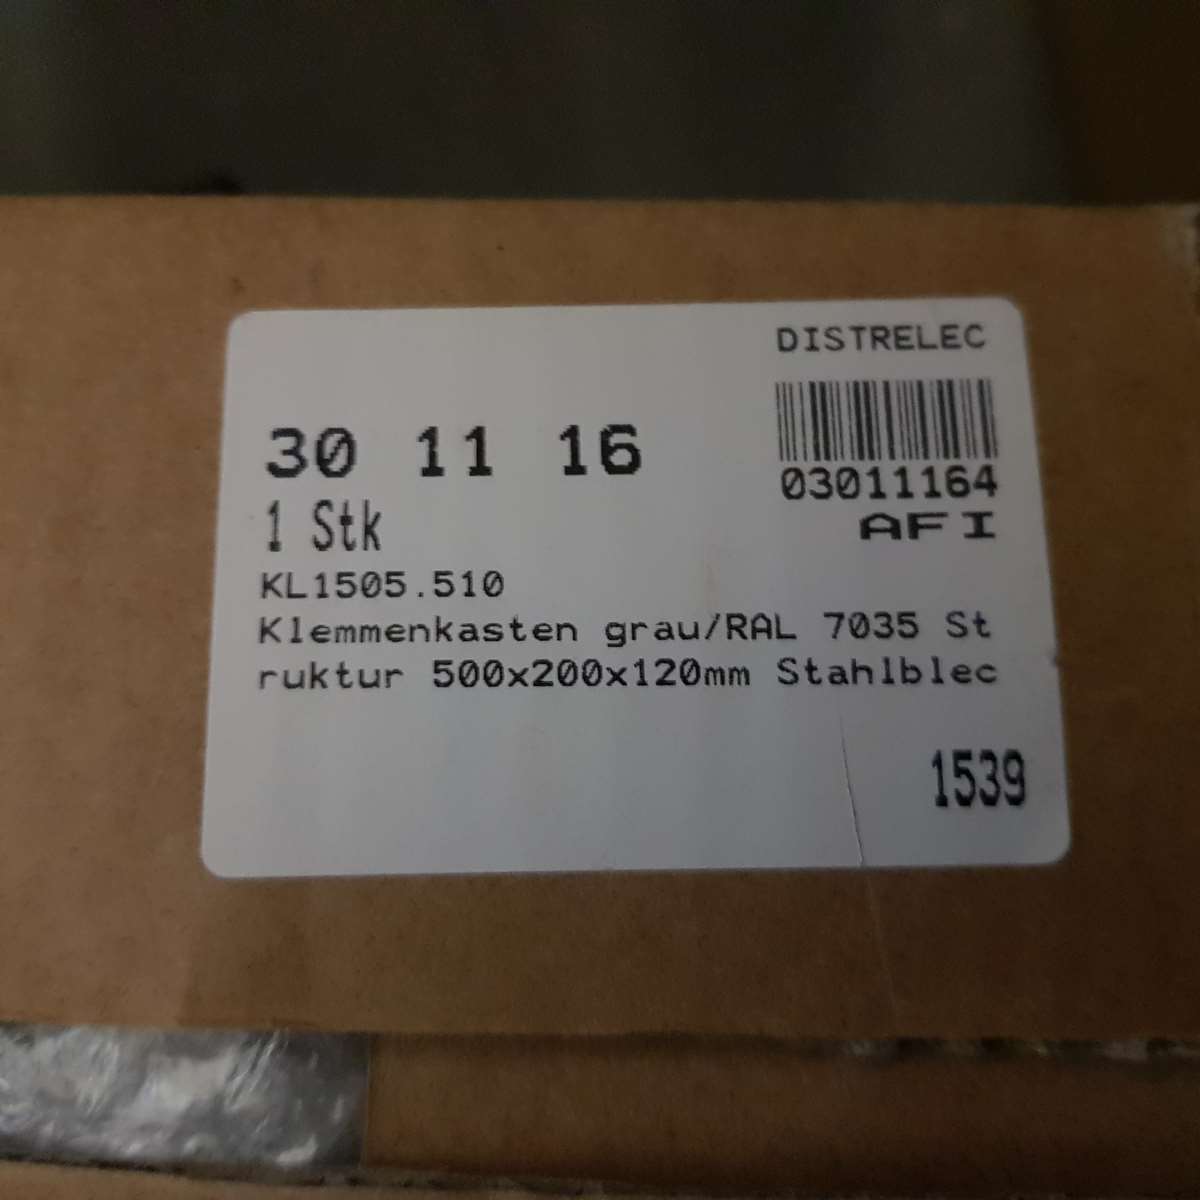 DISTRELEC
30 11 16
03011164
1 Stk
AFI
KL1505.510
Klemmenkasten grau/RAL 7035 St
ruktur 500x200x120mm Stahlblec
1539